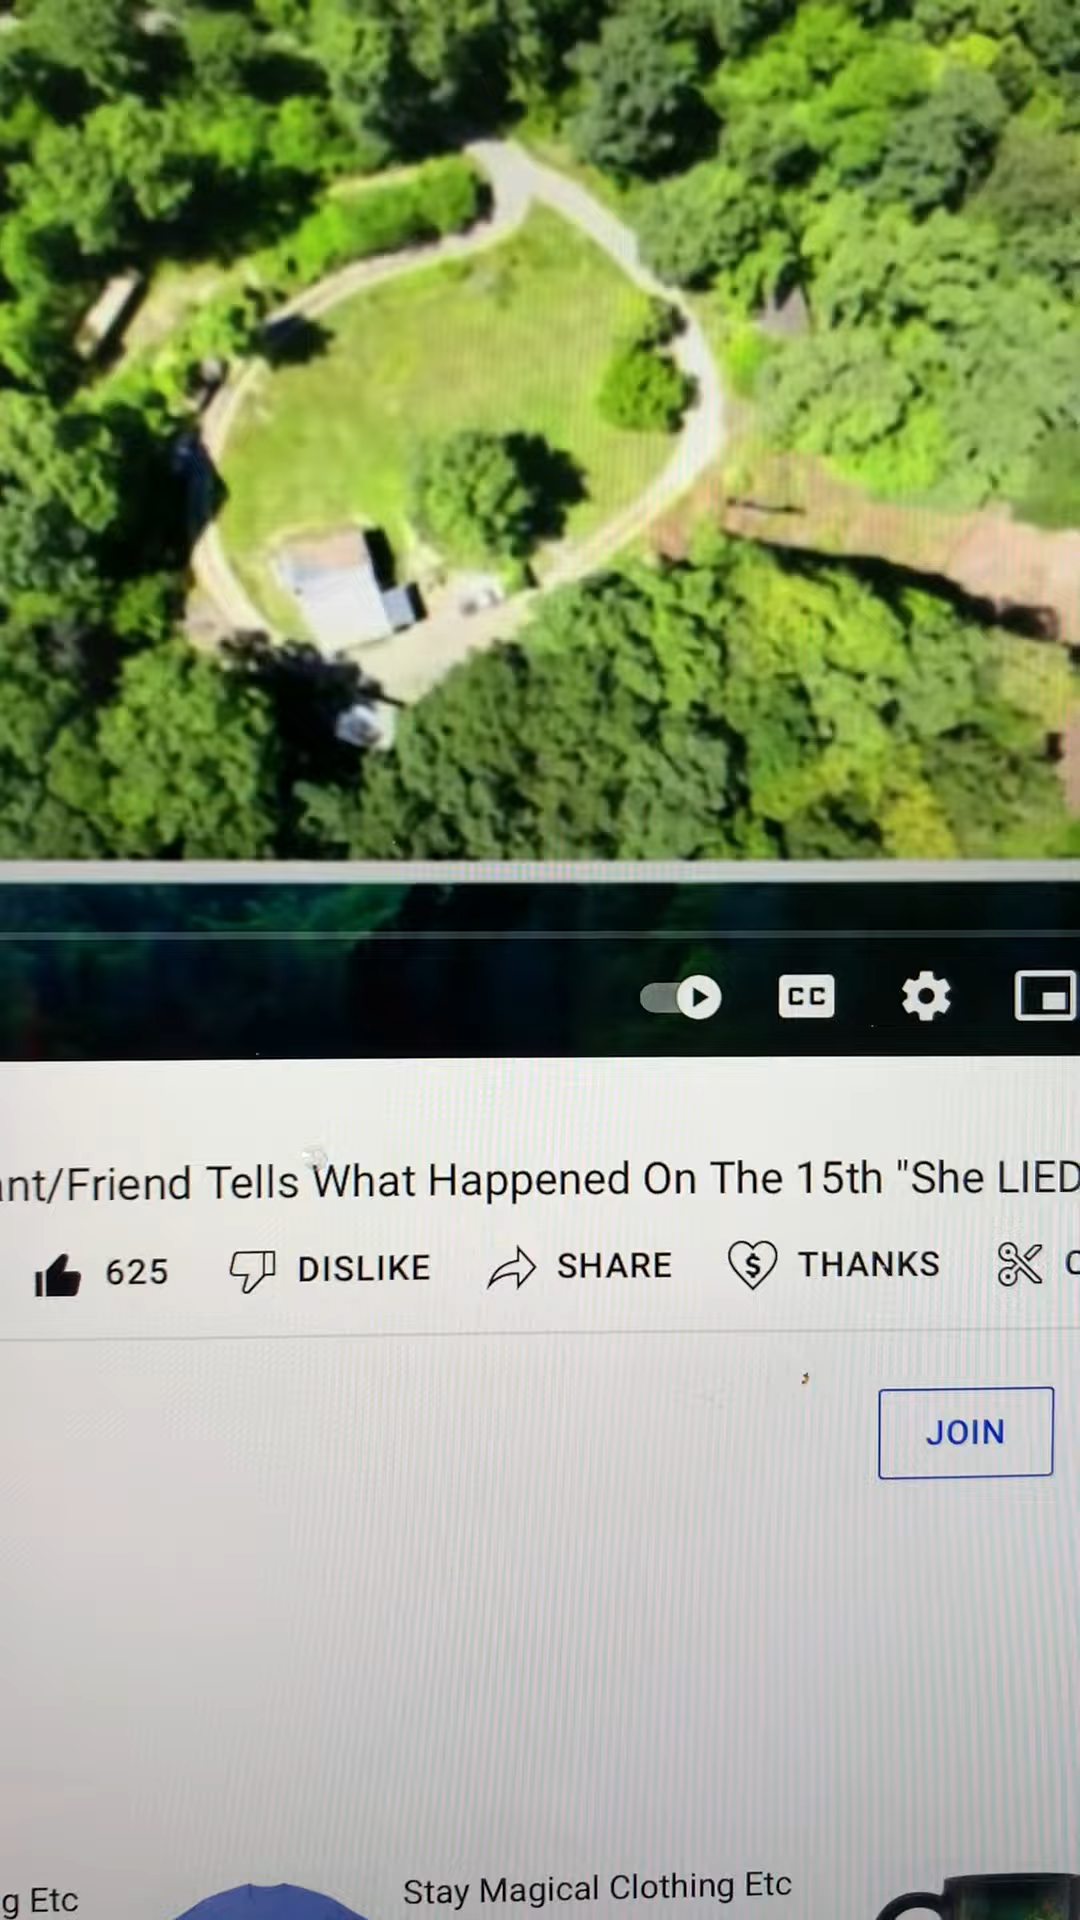 CC
ant/Friend Tells What Happened On The 15th "She LIED
625 DISLIKE SHARE THANKS
JOIN
g Etc
Stay Magical Clothing Etc